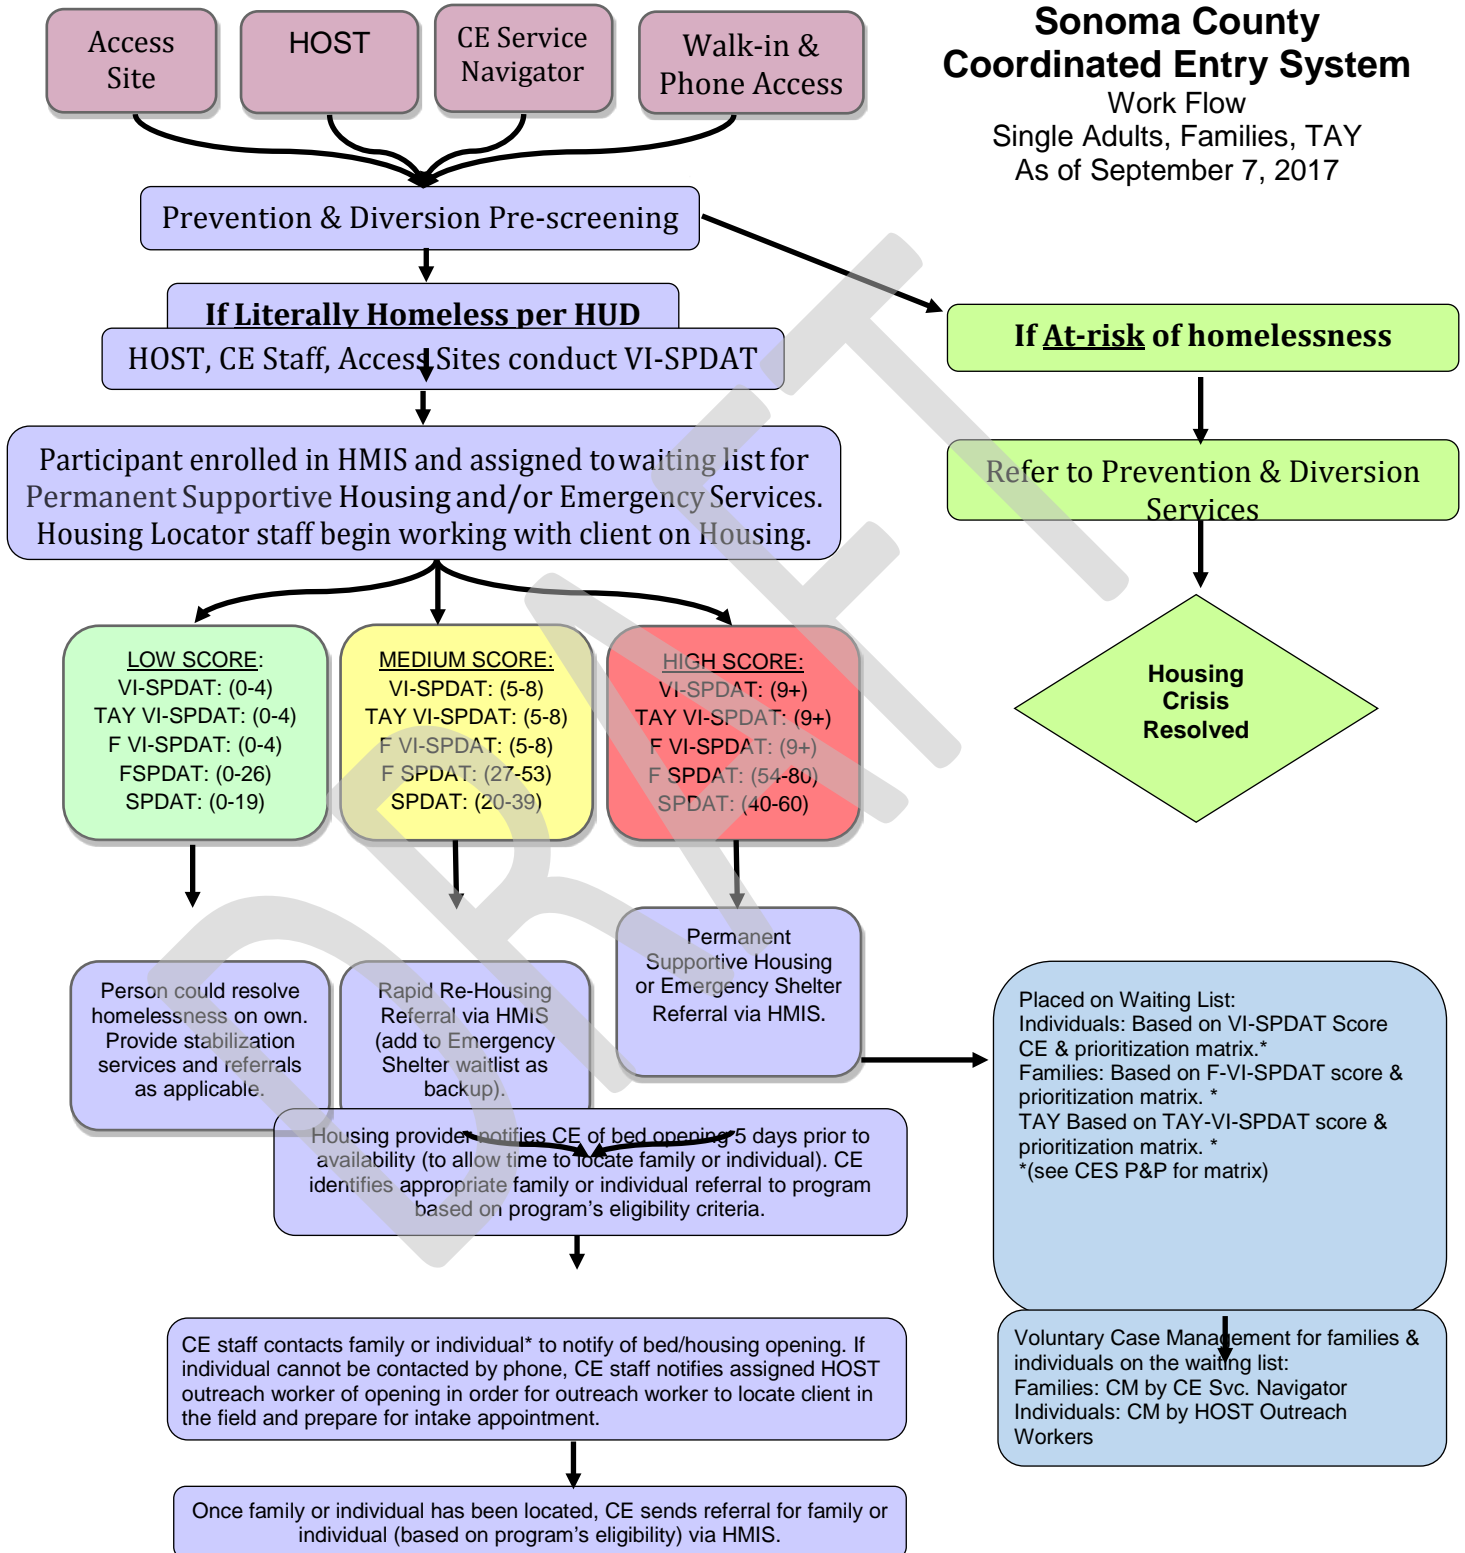 Sonoma County
Coordinated Entry System
Work Flow
Single Adults, Families, TAY
As of September 7, 2017
Access
Site
HOST
CE Service
Navigator
Walk-in &
Phone Access
Prevention & Diversion Pre-screening
If Literally Homeless per HUD
HOST, CE Staff, Access Sites conduct VI-SPDAT
If At-risk of homelessness
Participant enrolled in HMIS and assigned to waiting list for
Permanent Supportive Housing and/or Emergency Services.
Housing Locator staff begin working with client on Housing.
Refer to Prevention & Diversion
Services
LOW SCORE:
VI-SPDAT: (0-4)
TAY VI-SPDAT: (0-4)
F VI-SPDAT: (0-4)
FSPDAT: (0-26)
SPDAT: (0-19)
MEDIUM SCORE:
VI-SPDAT: (5-8)
TAY VI-SPDAT: (5-8)
F VI-SPDAT: (5-8)
F SPDAT: (27-53)
SPDAT: (20-39)
HIGH SCORE:
VI-SPDAT: (9+)
TAY VI-SPDAT: (9+)
F VI-SPDAT: (9+)
F SPDAT: (54-80)
SPDAT: (40-60)
Housing
Crisis
Resolved
Person could resolve
homelessness on own.
Provide stabilization
services and referrals
as applicable.
Rapid Re-Housing
Referral via HMIS
(add to Emergency
Shelter waitlist as
backup).
Permanent
Supportive Housing
or Emergency Shelter
Referral via HMIS.
Placed on Waiting List:
Individuals: Based on VI-SPDAT Score
CE & prioritization matrix.*
Families: Based on F-VI-SPDAT score &
prioritization matrix. *
TAY Based on TAY-VI-SPDAT score &
prioritization matrix. *
*(see CES P&P for matrix)
Housing provider notifies CE of bed opening 5 days prior to
availability (to allow time to locate family or individual). CE
identifies appropriate family or individual referral to program
based on program's eligibility criteria.
CE staff contacts family or individual* to notify of bed/housing opening. If
individual cannot be contacted by phone, CE staff notifies assigned HOST
outreach worker of opening in order for outreach worker to locate client in
the field and prepare for intake appointment.
Voluntary Case Management for families &
individuals on the waiting list:
Families: CM by CE Svc. Navigator
Individuals: CM by HOST Outreach
Workers
Once family or individual has been located, CE sends referral for family or
individual (based on program's eligibility) via HMIS.
DRAFT